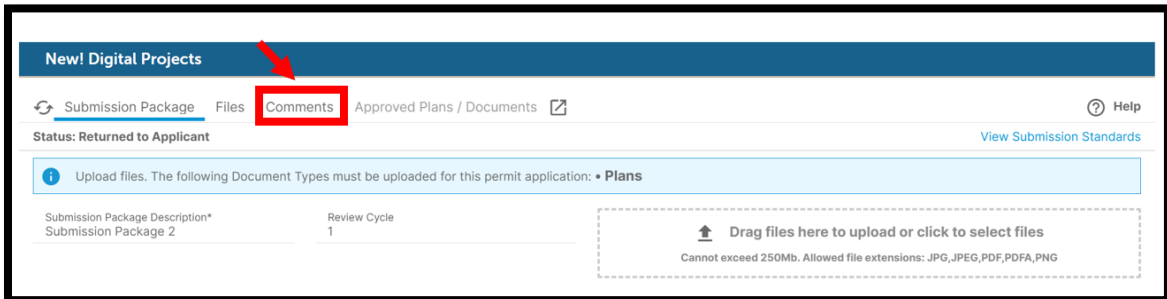 New! Digital Projects
Submission Package Files Comments Approved Plans / Documents Help
Status: Returned to Applicant View Submission Standards
Upload files. The following Document Types must be uploaded for this permit application: • Plans
Submission Package Description* Review Cycle
Submission Package 2 1
Drag files here to upload or click to select files
Cannot exceed 250Mb. Allowed file extensions: JPG,JPEG,PDF,PDFA,PNG